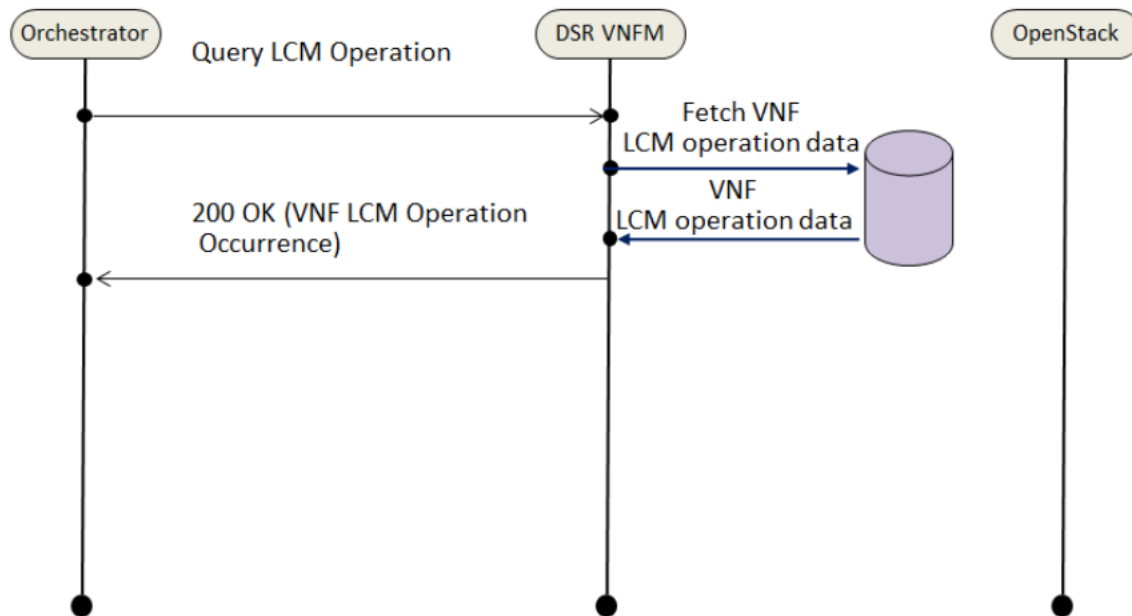 Orchestrator
DSR VNFM
OpenStack
Query LCM Operation
Fetch VNF
LCM operation data
VNF
LCM operation data
200 OK (VNF LCM Operation
Occurrence)